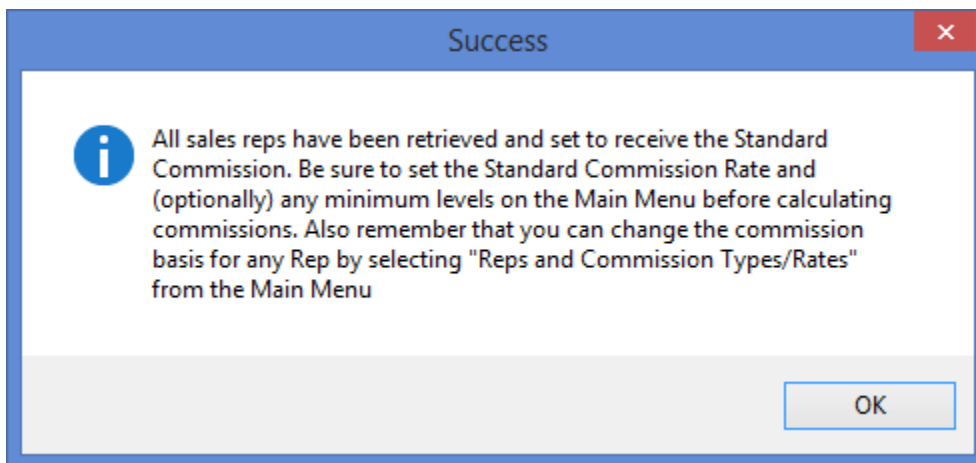 Success
All sales reps have been retrieved and set to receive the Standard
Commission. Be sure to set the Standard Commission Rate and
(optionally) any minimum levels on the Main Menu before calculating
commissions. Also remember that you can change the commission
basis for any Rep by selecting "Reps and Commission Types/Rates"
from the Main Menu
OK